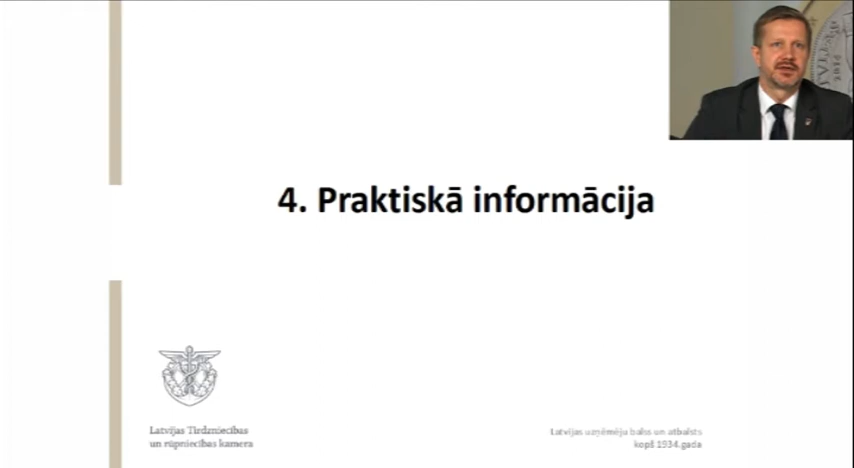 4. Praktiskā informācija
Latvijas Tirdzniecības
un rūpniecības kamera
Latvijas uzņēmēju balss un atbalsts
kopš 1934.gada